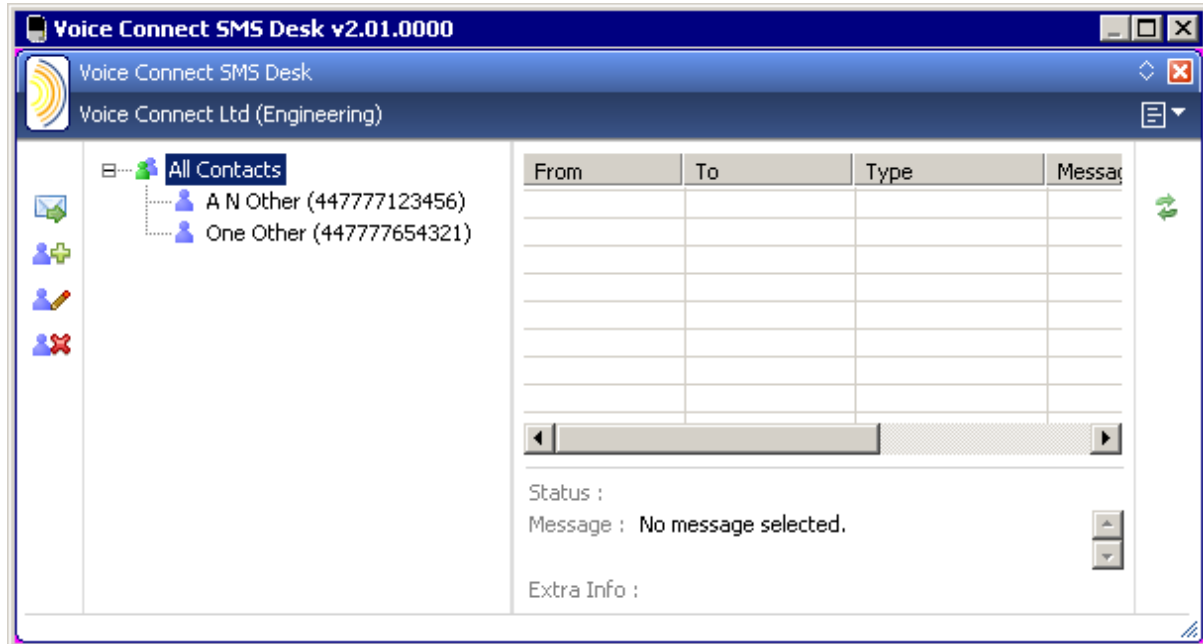 Voice Connect SMS Desk v2.01.0000
Voice Connect SMS Desk
Voice Connect Ltd (Engineering)
All Contacts
A N Other (447777123456)
One Other (447777654321)
From To Type Messag
Status :
Message : No message selected.
Extra Info :